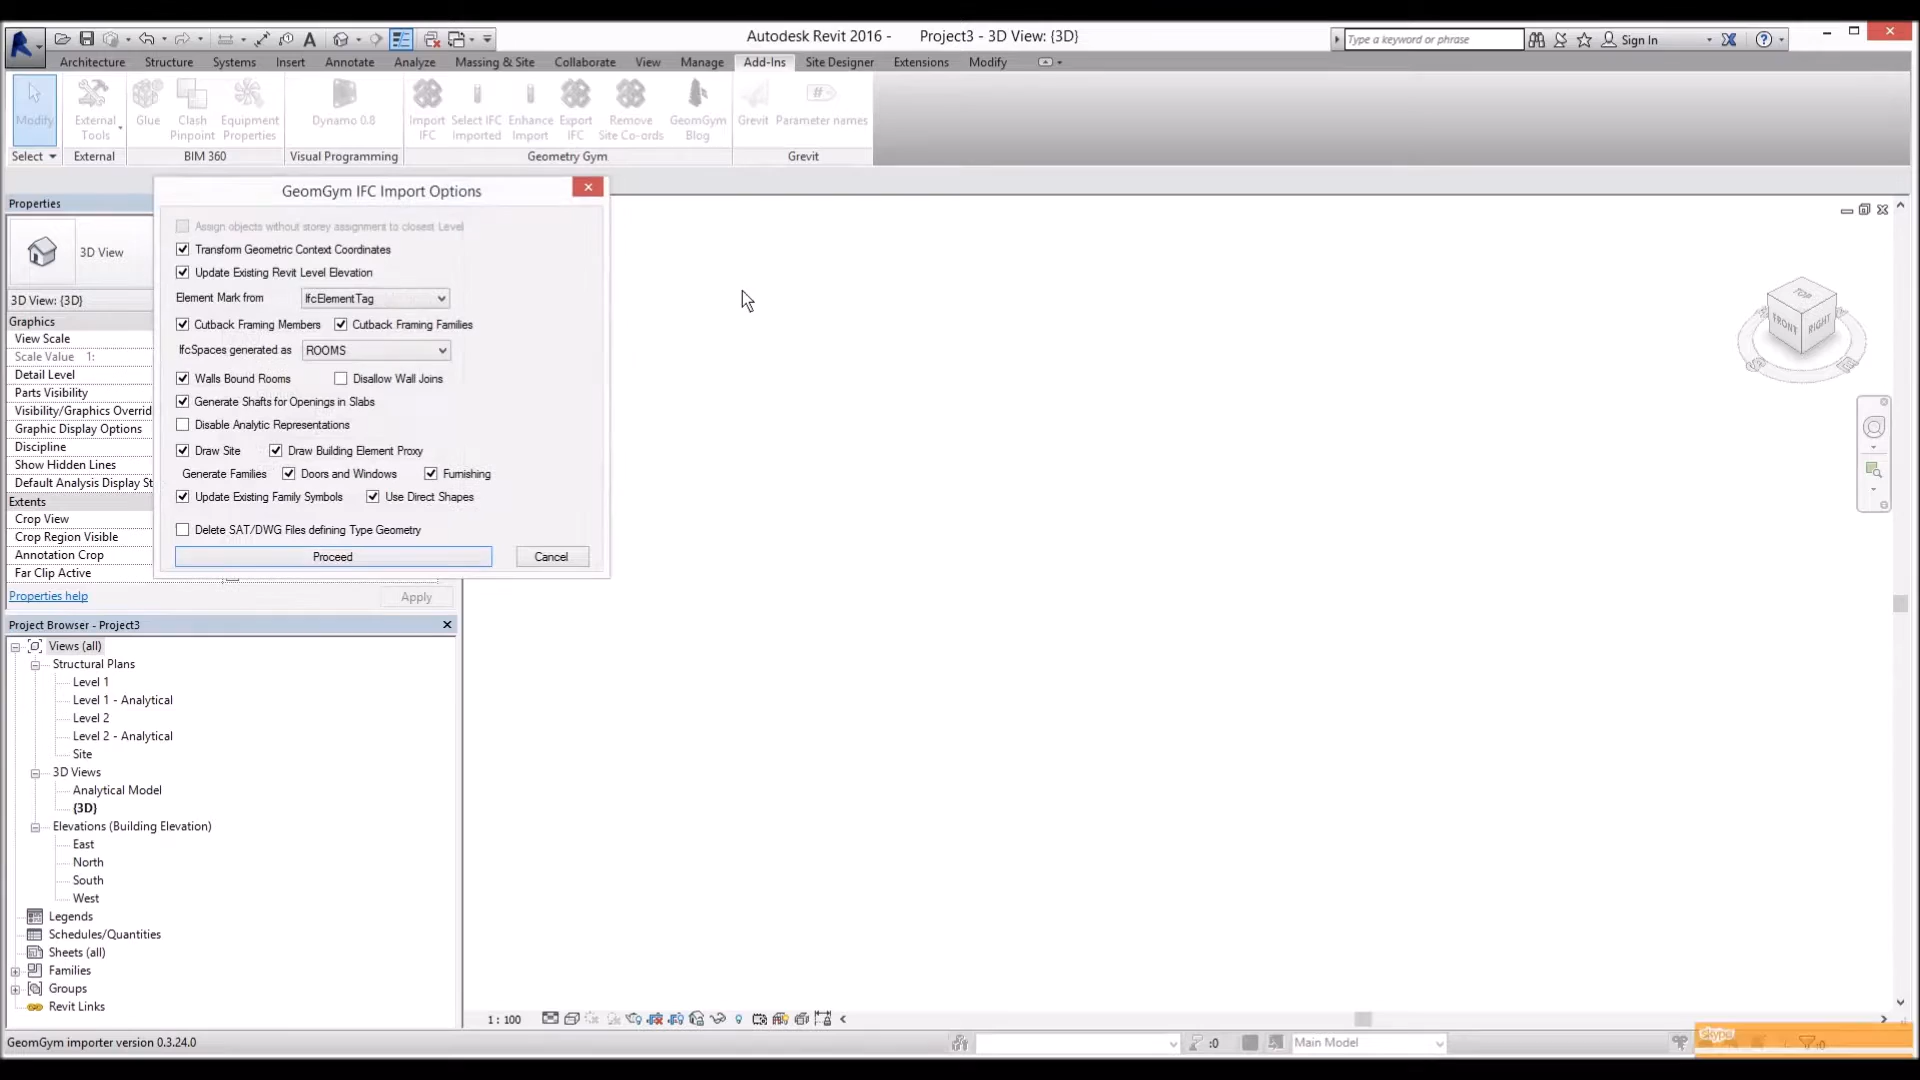 Autodesk Revit 2016 - Project3 - 3D View: {3D}
Type a keyword or phrase
Sign In
Architecture Structure Systems Insert Annotate Analyze Massing & Site Collaborate View Manage Add-Ins Site Designer Extensions Modify
Modify
External Tools
Glue
Clash Pinpoint
Equipment Properties
Dynamo 0.8
Import IFC
Select IFC Imported
Enhance Import
Export IFC
Remove Site Co-ords
GeomGym Blog
Grevit
Parameter names
Select External BIM 360 Visual Programming Geometry Gym Grevit
GeomGym IFC Import Options
Assign objects without storey assignment to closest Level
Transform Geometric Context Coordinates
Update Existing Revit Level Elevation
Element Mark from IfcElementTag
Cutback Framing Members Cutback Framing Families
IfcSpaces generated as ROOMS
Walls Bound Rooms Disallow Wall Joins
Generate Shafts for Openings in Slabs
Disable Analytic Representations
Draw Site Draw Building Element Proxy
Generate Families Doors and Windows Furnishing
Update Existing Family Symbols Use Direct Shapes
Delete SAT/DWG Files defining Type Geometry
Proceed Cancel
Properties
3D View
3D View: {3D}
Graphics
View Scale
Scale Value 1:
Detail Level
Parts Visibility
Visibility/Graphics Overrid
Graphic Display Options
Discipline
Show Hidden Lines
Default Analysis Display St
Extents
Crop View
Crop Region Visible
Annotation Crop
Far Clip Active
Properties help Apply
TOP
FRONT
RIGHT
Project Browser - Project3
Views (all)
Structural Plans
Level 1
Level 1 - Analytical
Level 2
Level 2 - Analytical
Site
3D Views
Analytical Model
{3D}
Elevations (Building Elevation)
East
North
South
West
Legends
Schedules/Quantities
Sheets (all)
Families
Groups
Revit Links
1 : 100
GeomGym importer version 0.3.24.0
:0
Main Model
skype
:0